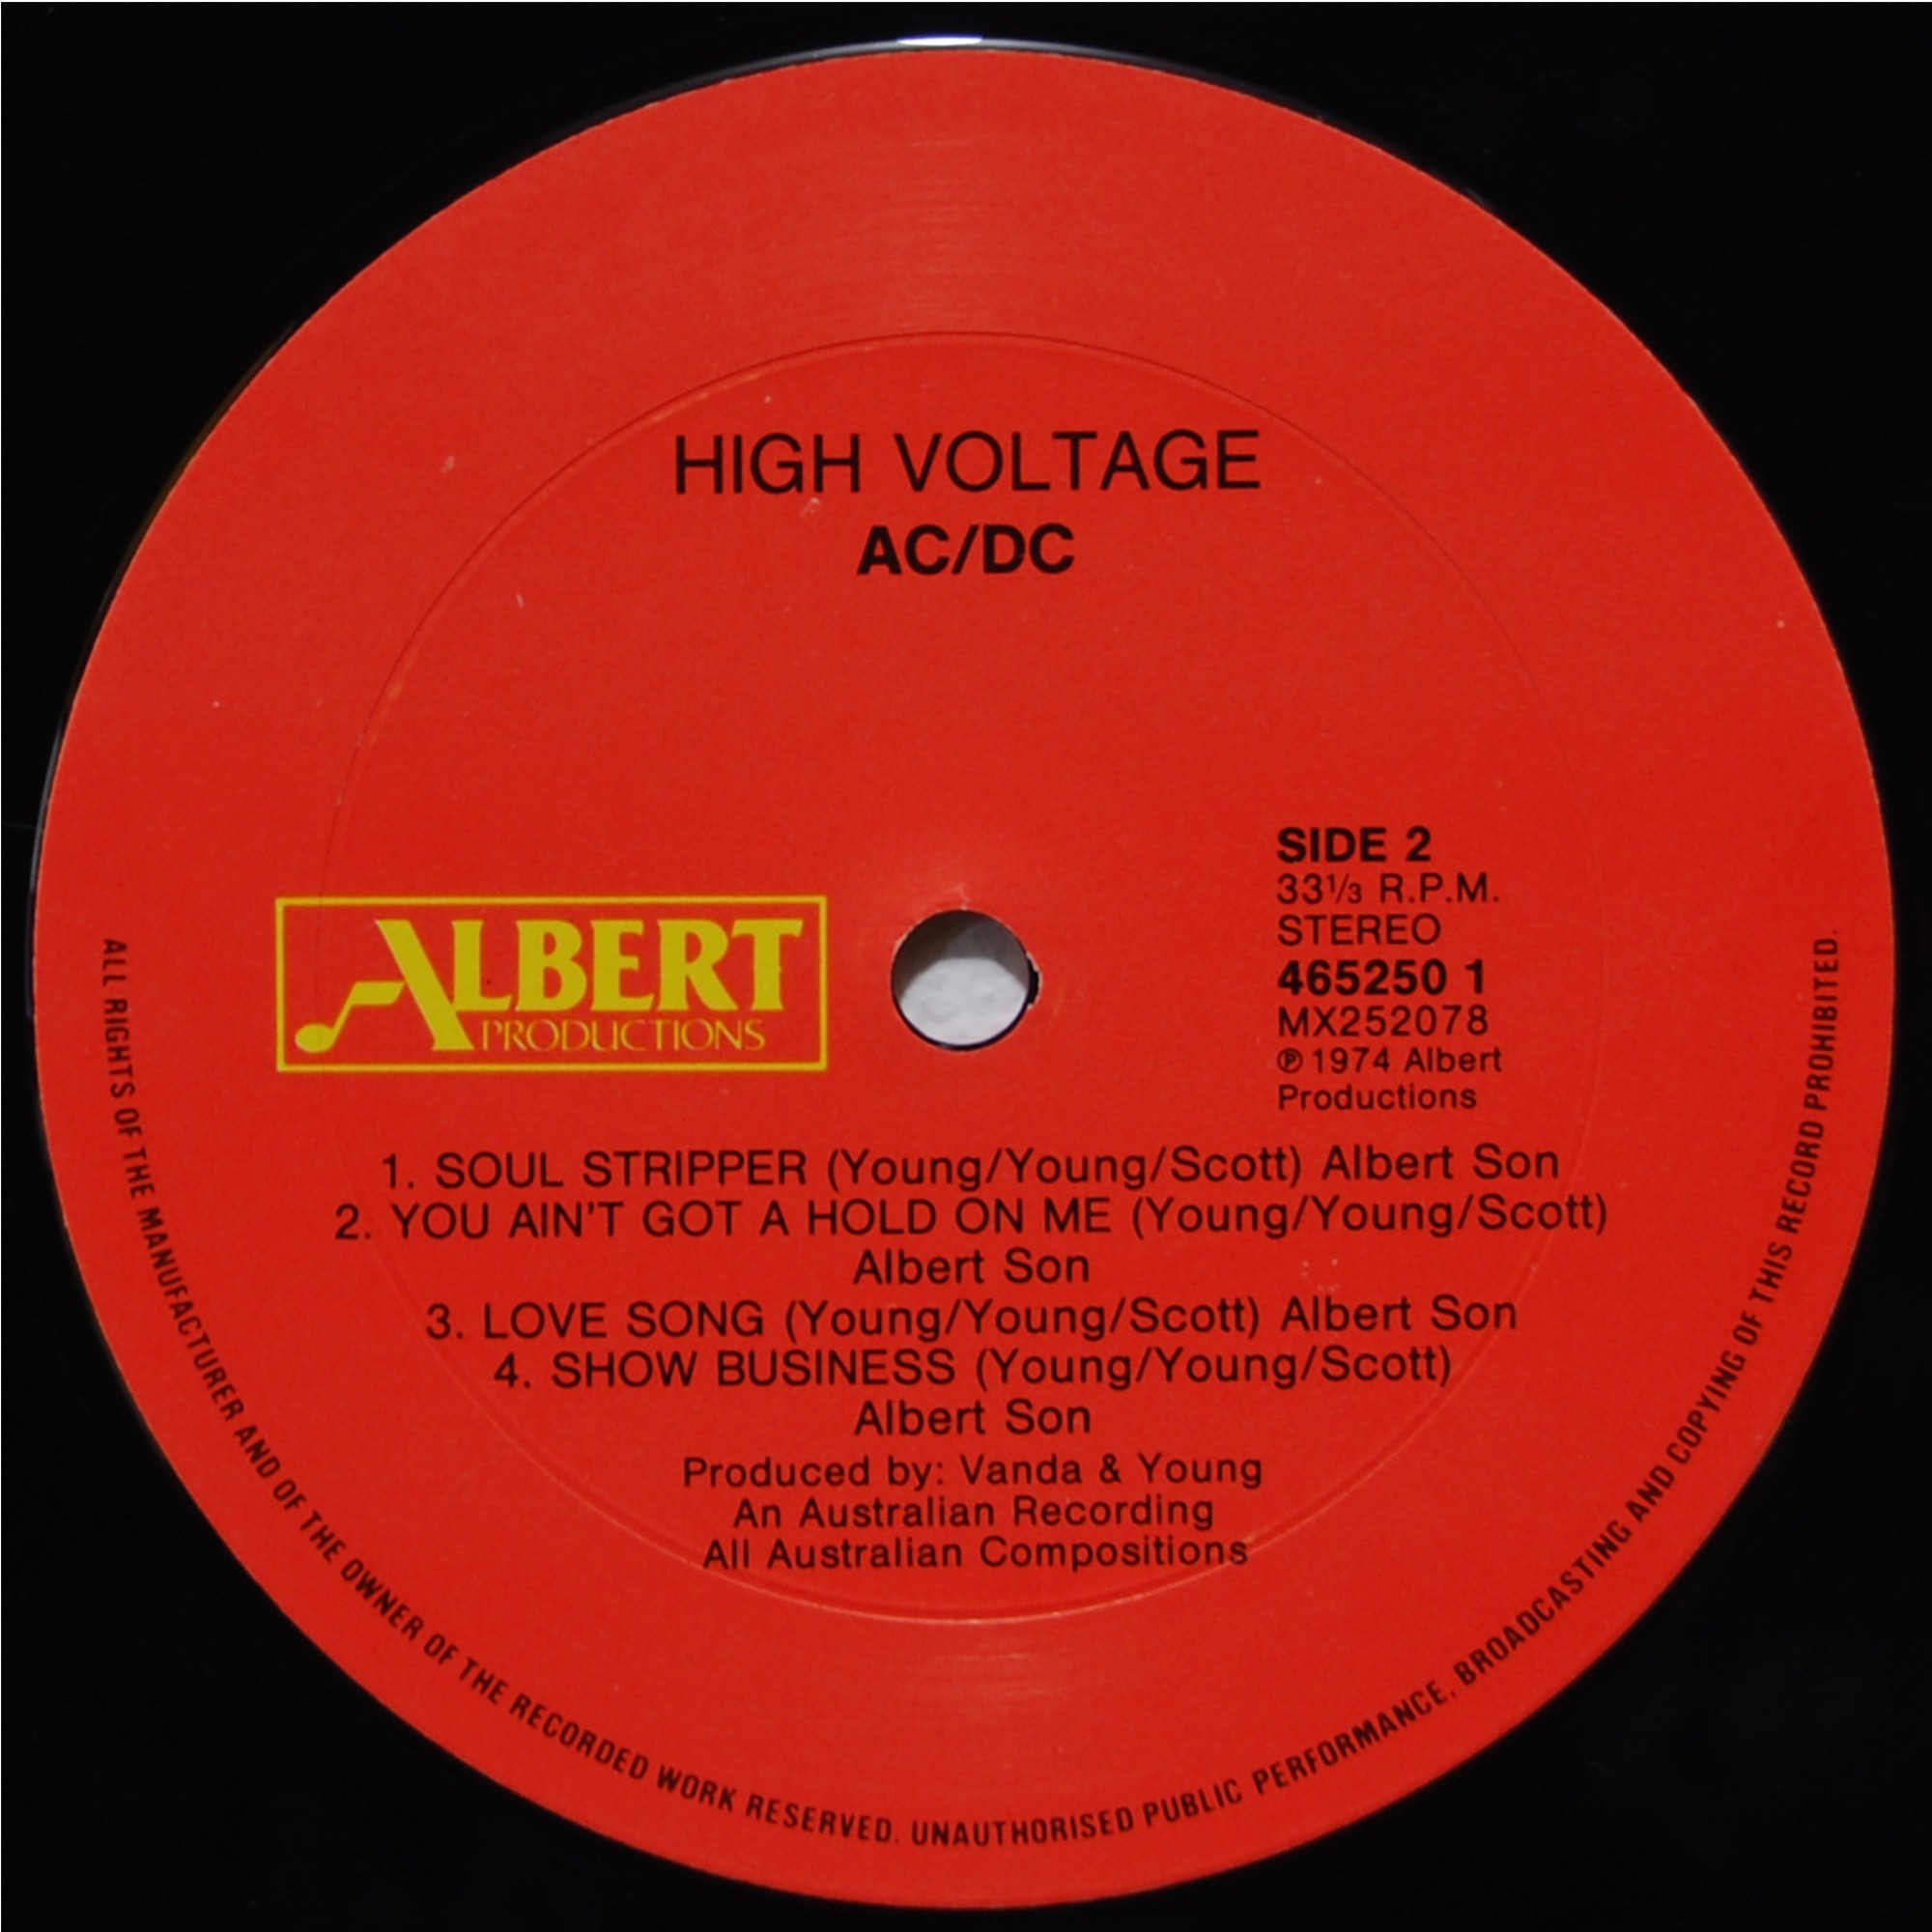 HIGH VOLTAGE
AC/DC
SIDE 2
33⅓ R.P.M.
STEREO
465250 1
MX252078
℗ 1974 Albert
Productions
ALBERT
PRODUCTIONS
1. SOUL STRIPPER (Young/Young/Scott) Albert Son
2. YOU AIN'T GOT A HOLD ON ME (Young/Young/Scott)
Albert Son
3. LOVE SONG (Young/Young/Scott) Albert Son
4. SHOW BUSINESS (Young/Young/Scott)
Albert Son
Produced by: Vanda & Young
An Australian Recording
All Australian Compositions
ALL RIGHTS OF THE MANUFACTURER AND OF THE OWNER OF THE RECORDED WORK RESERVED. UNAUTHORISED PUBLIC PERFORMANCE, BROADCASTING AND COPYING OF THIS RECORD PROHIBITED.